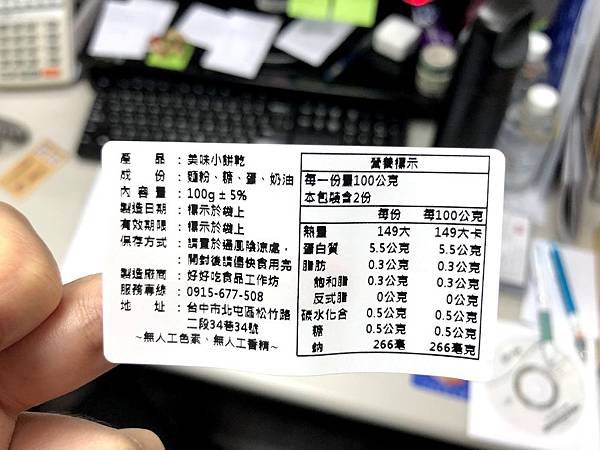 產 品 : 美味小餅乾
成 份 : 麵粉、糖、蛋、奶油
內 容 量 : 100g ± 5%
製造日期 : 標示於袋上
有效期限 : 標示於袋上
保存方式 : 請置於通風陰涼處，
開封後請儘快食用完
製造廠商 : 好好吃食品工作坊
服務專線 : 0915-677-508
地 址 : 台中市北屯區松竹路
二段34巷34號
~無人工色素、無人工香精~
營養標示
每一份量100公克
本包裝含2份
每份 每100公克
熱量 149大 149大卡
蛋白質 5.5公克 5.5公克
脂肪 0.3公克 0.3公克
飽和脂 0.3公克 0.3公克
反式脂 0公克 0公克
碳水化合 0.5公克 0.5公克
糖 0.5公克 0.5公克
鈉 266毫 266毫克